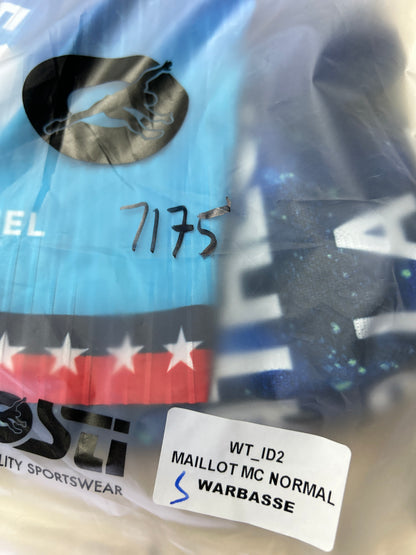 EL
7175
OSTI
LITY SPORTSWEAR
WT_ID2
MAILLOT MC NORMAL
S WARBASSE